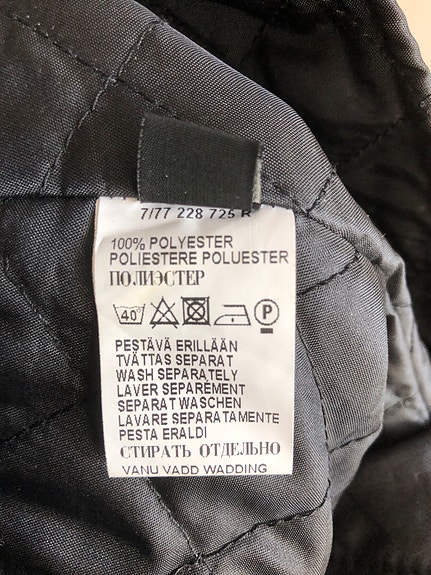 7/77 228 725 R
100% POLYESTER
POLIESTERE POLUESTER
ПОЛИЭСТЕР
40 P
PESTÄVÄ ERILLÄÄN
TVÄTTAS SEPARAT
WASH SEPARATELY
LAVER SEPARÉMENT
SEPARAT WASCHEN
LAVARE SEPARATAMENTE
PESTA ERALDI
СТИРАТЬ ОТДЕЛЬНО
VANU VADD WADDING